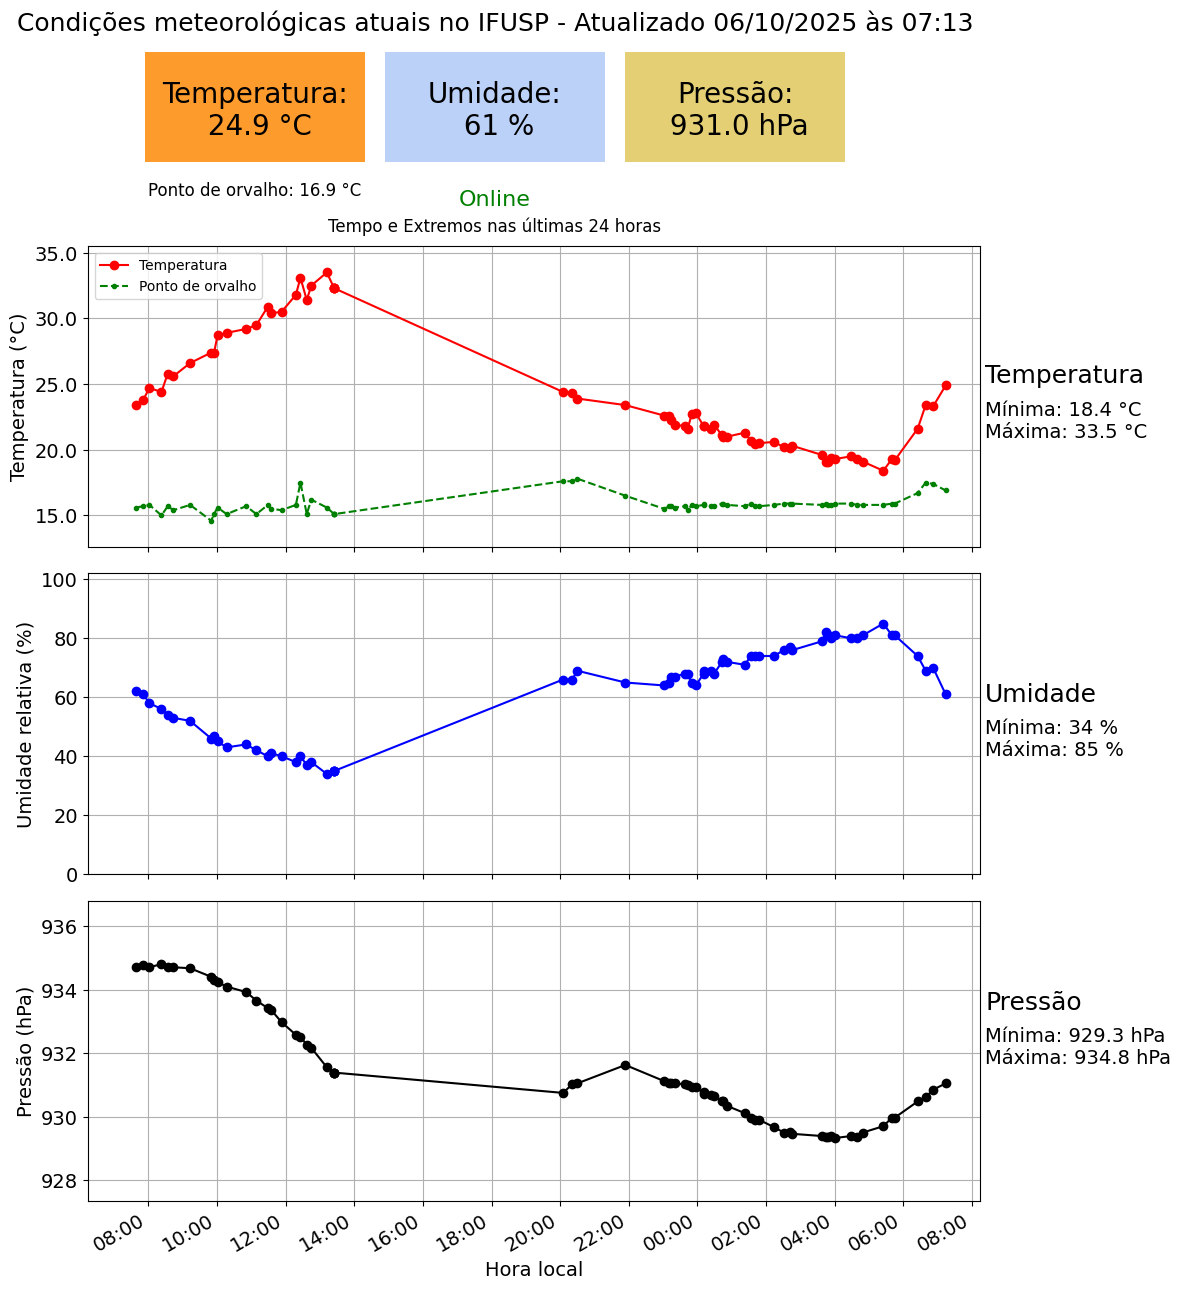 Condições meteorológicas atuais no IFUSP - Atualizado 06/10/2025 às 07:13
Temperatura:
24.9 °C
Umidade:
61 %
Pressão:
931.0 hPa
Ponto de orvalho: 16.9 °C
Online
Tempo e Extremos nas últimas 24 horas
Temperatura (°C)
35.0
30.0
25.0
20.0
15.0
Temperatura
Ponto de orvalho
Temperatura
Mínima: 18.4 °C
Máxima: 33.5 °C
Umidade relativa (%)
100
80
60
40
20
0
Umidade
Mínima: 34 %
Máxima: 85 %
Pressão (hPa)
936
934
932
930
928
Pressão
Mínima: 929.3 hPa
Máxima: 934.8 hPa
08:00
10:00
12:00
14:00
16:00
18:00
20:00
22:00
00:00
02:00
04:00
06:00
08:00
Hora local